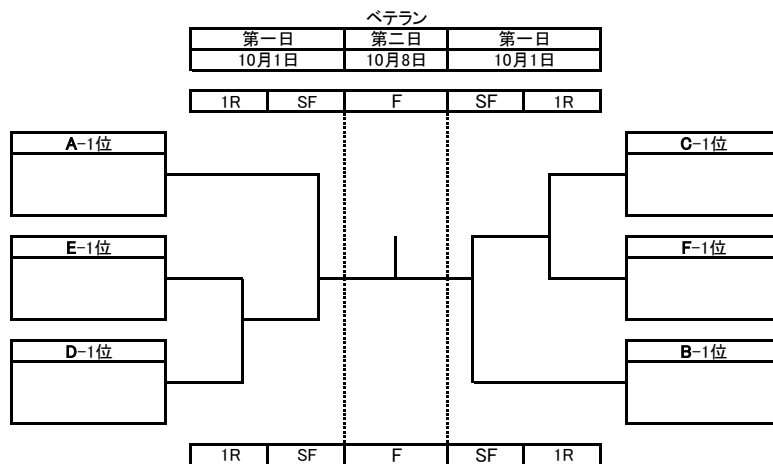 ベテラン
第一日 第二日 第一日
10月1日 10月8日 10月1日
1R SF F SF 1R
A-1位 C-1位
E-1位 F-1位
D-1位 B-1位
1R SF F SF 1R